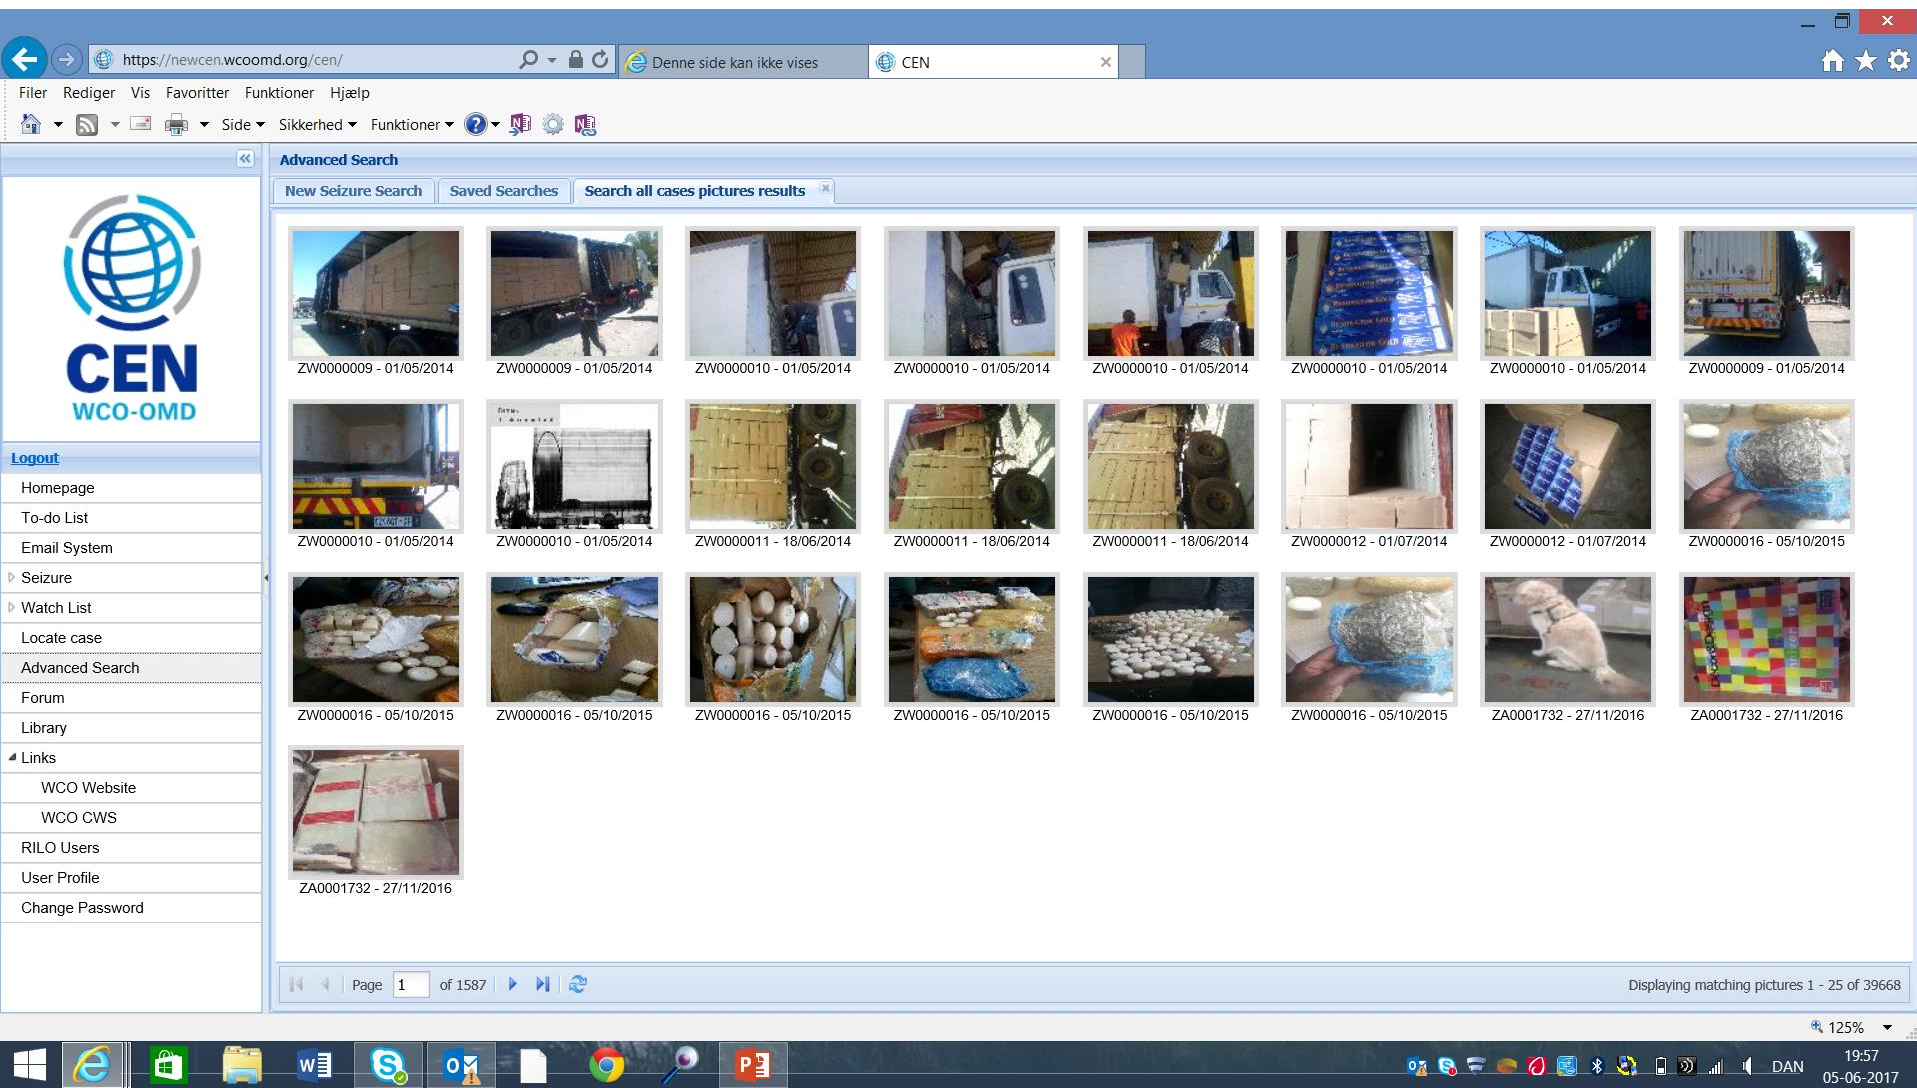 https://newcen.wcoomd.org/cen/
Denne side kan ikke vises
CEN
Filer Rediger Vis Favoritter Funktioner Hjælp
Side Sikkerhed Funktioner
Advanced Search
New Seizure Search
Saved Searches
Search all cases pictures results
CEN
WCO-OMD
Logout
Homepage
To-do List
Email System
Seizure
Watch List
Locate case
Advanced Search
Forum
Library
Links
WCO Website
WCO CWS
RILO Users
User Profile
Change Password
ZW0000009 - 01/05/2014
ZW0000009 - 01/05/2014
ZW0000010 - 01/05/2014
ZW0000010 - 01/05/2014
ZW0000010 - 01/05/2014
ZW0000010 - 01/05/2014
ZW0000010 - 01/05/2014
ZW0000009 - 01/05/2014
ZW0000010 - 01/05/2014
ZW0000010 - 01/05/2014
ZW0000011 - 18/06/2014
ZW0000011 - 18/06/2014
ZW0000011 - 18/06/2014
ZW0000012 - 01/07/2014
ZW0000012 - 01/07/2014
ZW0000016 - 05/10/2015
ZW0000016 - 05/10/2015
ZW0000016 - 05/10/2015
ZW0000016 - 05/10/2015
ZW0000016 - 05/10/2015
ZW0000016 - 05/10/2015
ZW0000016 - 05/10/2015
ZA0001732 - 27/11/2016
ZA0001732 - 27/11/2016
ZA0001732 - 27/11/2016
Page 1 of 1587
Displaying matching pictures 1 - 25 of 39668
125%
DAN
19:57
05-06-2017